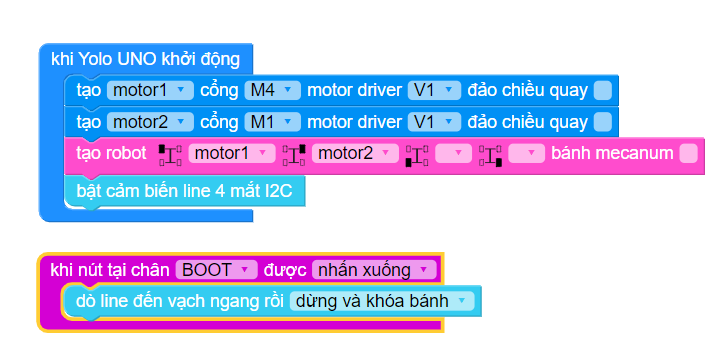 khi Yolo UNO khởi động
tạo motor1 cổng M4 motor driver V1 đảo chiều quay
tạo motor2 cổng M1 motor driver V1 đảo chiều quay
tạo robot motor1 motor2 bánh mecanum
bật cảm biến line 4 mắt I2C
khi nút tại chân BOOT được nhấn xuống
dò line đến vạch ngang rồi dừng và khóa bánh